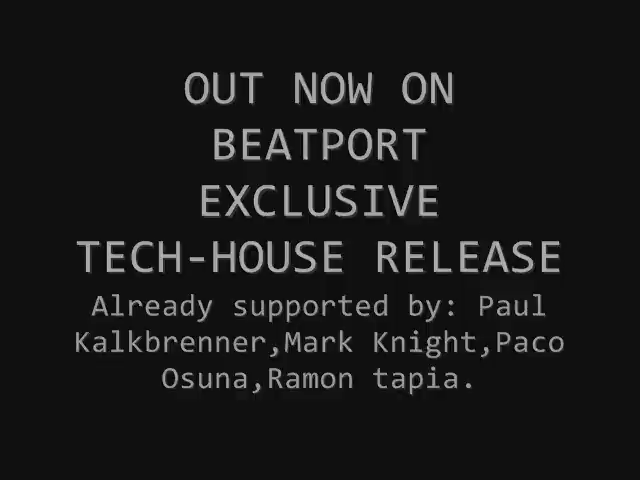 OUT NOW ON
BEATPORT
EXCLUSIVE
TECH-HOUSE RELEASE
Already supported by: Paul
Kalkbrenner,Mark Knight,Paco
Osuna,Ramon tapia.